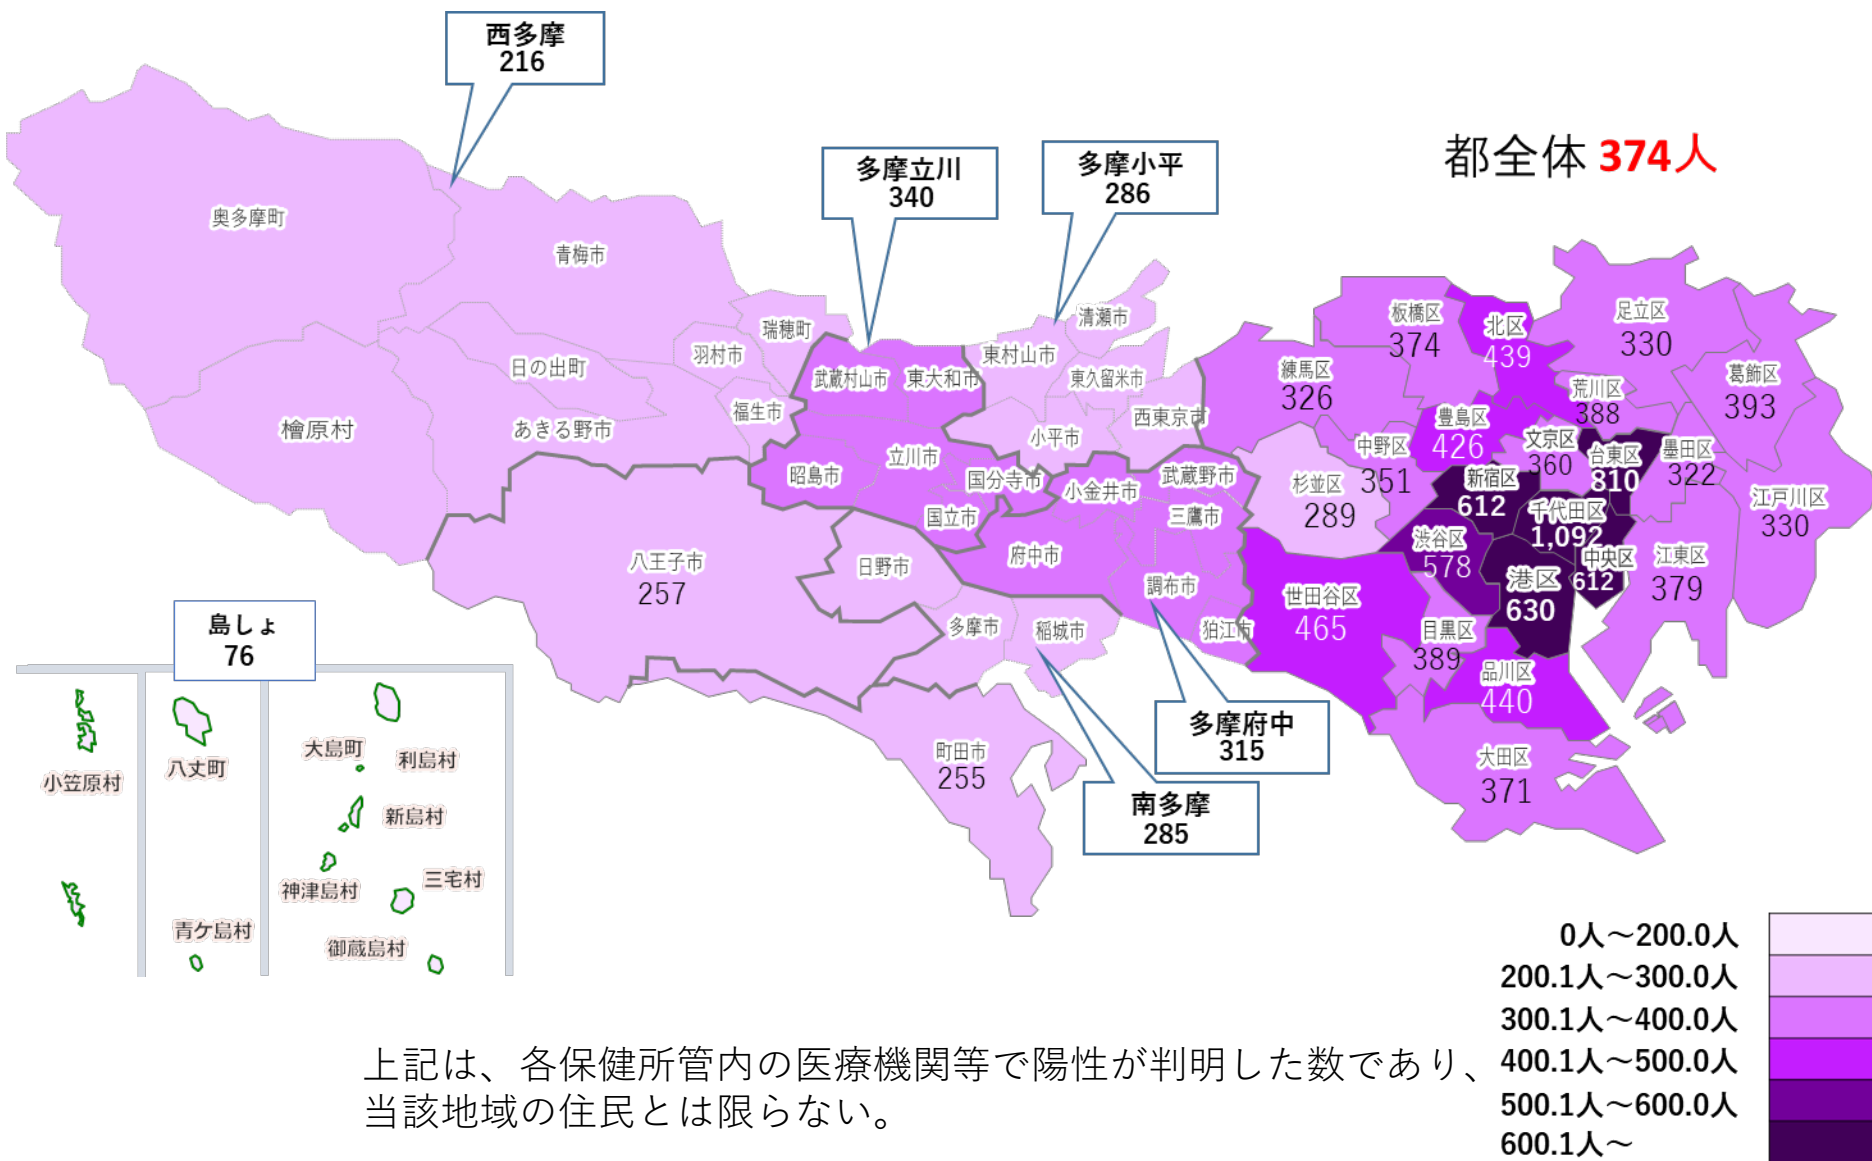 西多摩
216
多摩立川
340
多摩小平
286
都全体 374人
奥多摩町
青梅市
瑞穂町
羽村市
日の出町
福生市
あきる野市
檜原村
武蔵村山市
東大和市
東村山市
清瀬市
東久留米市
西東京市
小平市
昭島市
立川市
国分寺市
国立市
小金井市
武蔵野市
三鷹市
府中市
調布市
狛江市
八王子市
257
日野市
多摩市
稲城市
町田市
255
多摩府中
315
南多摩
285
板橋区
374
北区
439
足立区
330
練馬区
326
荒川区
388
葛飾区
393
豊島区
426
中野区
351
文京区
360
台東区
810
墨田区
322
杉並区
289
新宿区
612
千代田区
1,092
江戸川区
330
渋谷区
578
港区
630
中央区
612
江東区
379
世田谷区
465
目黒区
389
品川区
440
大田区
371
島しょ
76
小笠原村
八丈町
青ケ島村
大島町
利島村
新島村
神津島村
三宅村
御蔵島村
0人～200.0人
200.1人～300.0人
300.1人～400.0人
400.1人～500.0人
500.1人～600.0人
600.1人～
上記は、各保健所管内の医療機関等で陽性が判明した数であり、
当該地域の住民とは限らない。